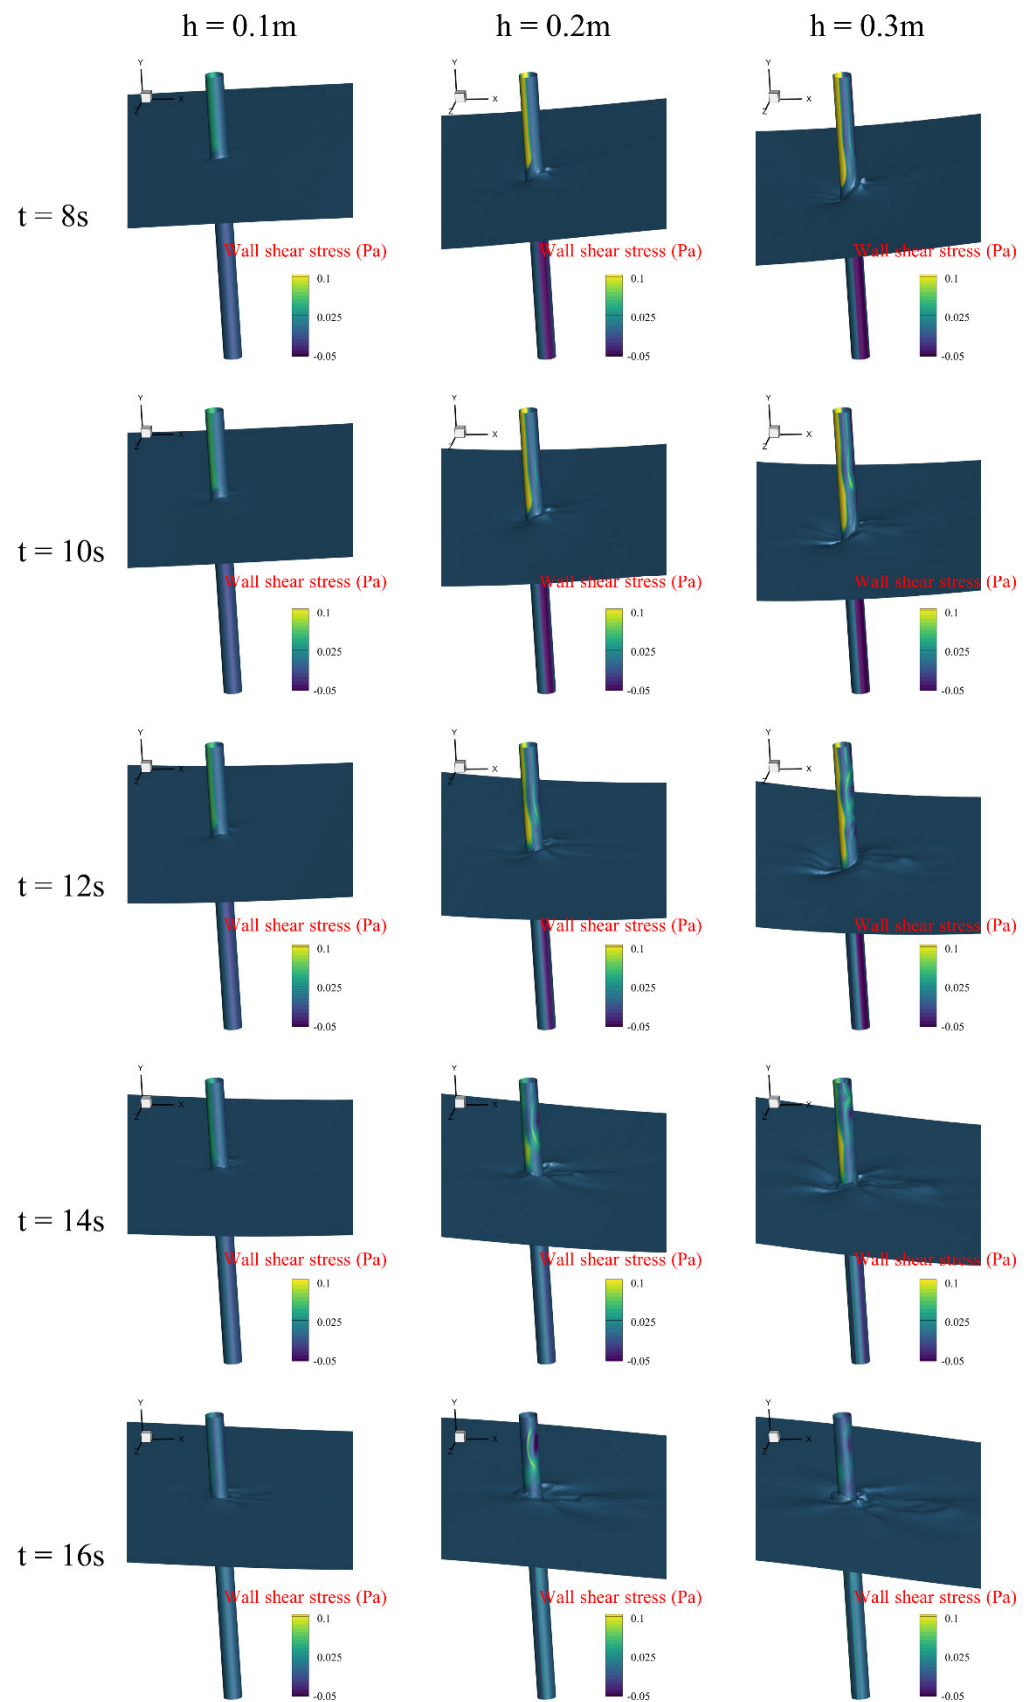 h = 0.1m h = 0.2m h = 0.3m
t = 8s
Y X Z
Wall shear stress (Pa)
0.1
0.025
-0.05
Y X Z
Wall shear stress (Pa)
0.1
0.025
-0.05
Y X Z
Wall shear stress (Pa)
0.1
0.025
-0.05
t = 10s
Y X Z
Wall shear stress (Pa)
0.1
0.025
-0.05
Y X Z
Wall shear stress (Pa)
0.1
0.025
-0.05
Y X Z
Wall shear stress (Pa)
0.1
0.025
-0.05
t = 12s
Y X Z
Wall shear stress (Pa)
0.1
0.025
-0.05
Y X Z
Wall shear stress (Pa)
0.1
0.025
-0.05
Y X Z
Wall shear stress (Pa)
0.1
0.025
-0.05
t = 14s
Y X Z
Wall shear stress (Pa)
0.1
0.025
-0.05
Y X Z
Wall shear stress (Pa)
0.1
0.025
-0.05
Y X Z
Wall shear stress (Pa)
0.1
0.025
-0.05
t = 16s
Y X Z
Wall shear stress (Pa)
0.1
0.025
-0.05
Y X Z
Wall shear stress (Pa)
0.1
0.025
-0.05
Y X Z
Wall shear stress (Pa)
0.1
0.025
-0.05